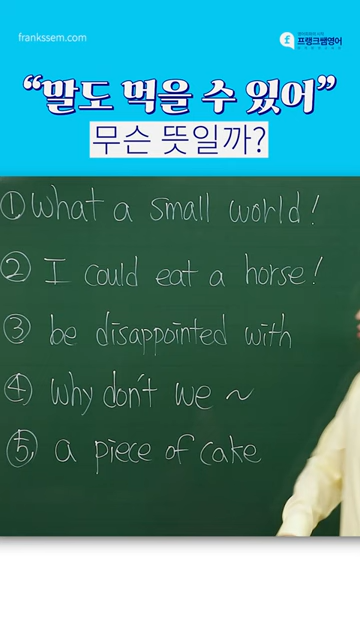 frankssem.com
프랭크쌤영어
“말도 먹을 수 있어”
무슨 뜻일까?
① What a small world!
② I could eat a horse!
③ be disappointed with
④ Why don't we ~
⑤ a piece of cake